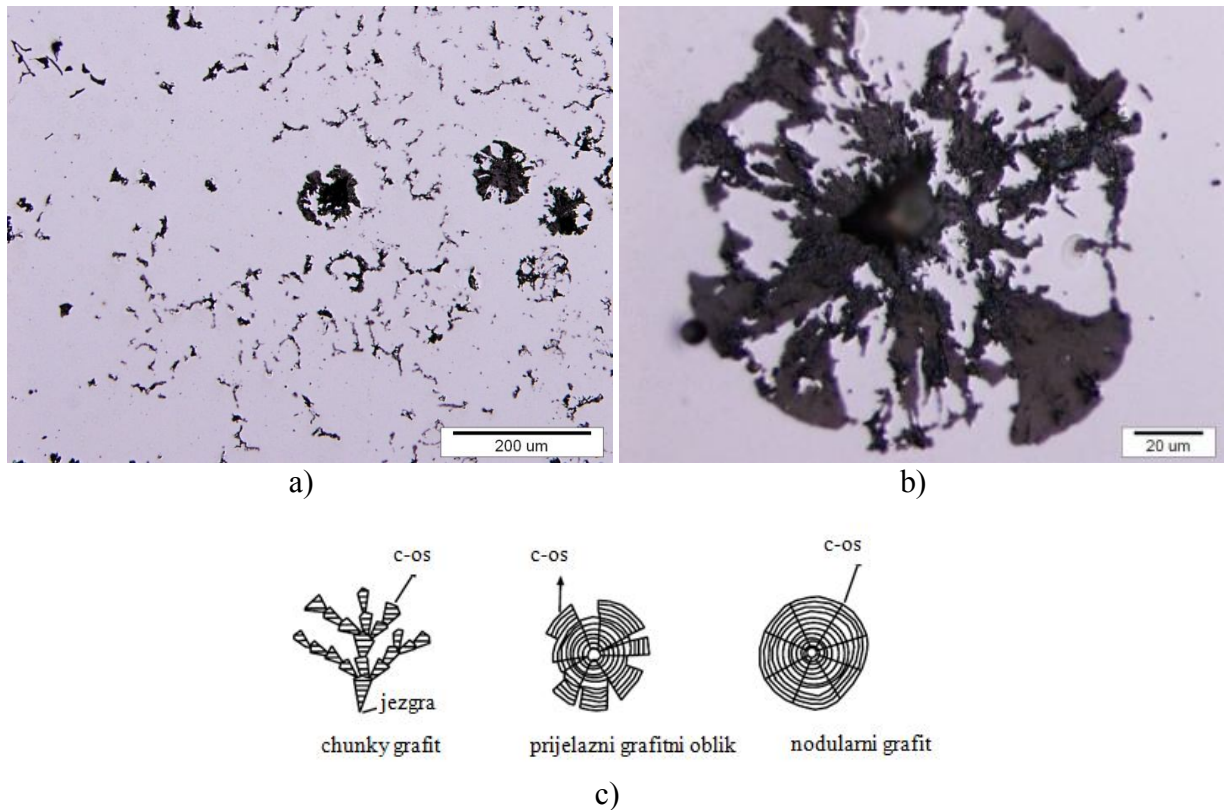 200 um
20 um
a)
b)
c-os
c-os
c-os
jezgra
chunky grafit
prijelazni grafitni oblik
nodularni grafit
c)